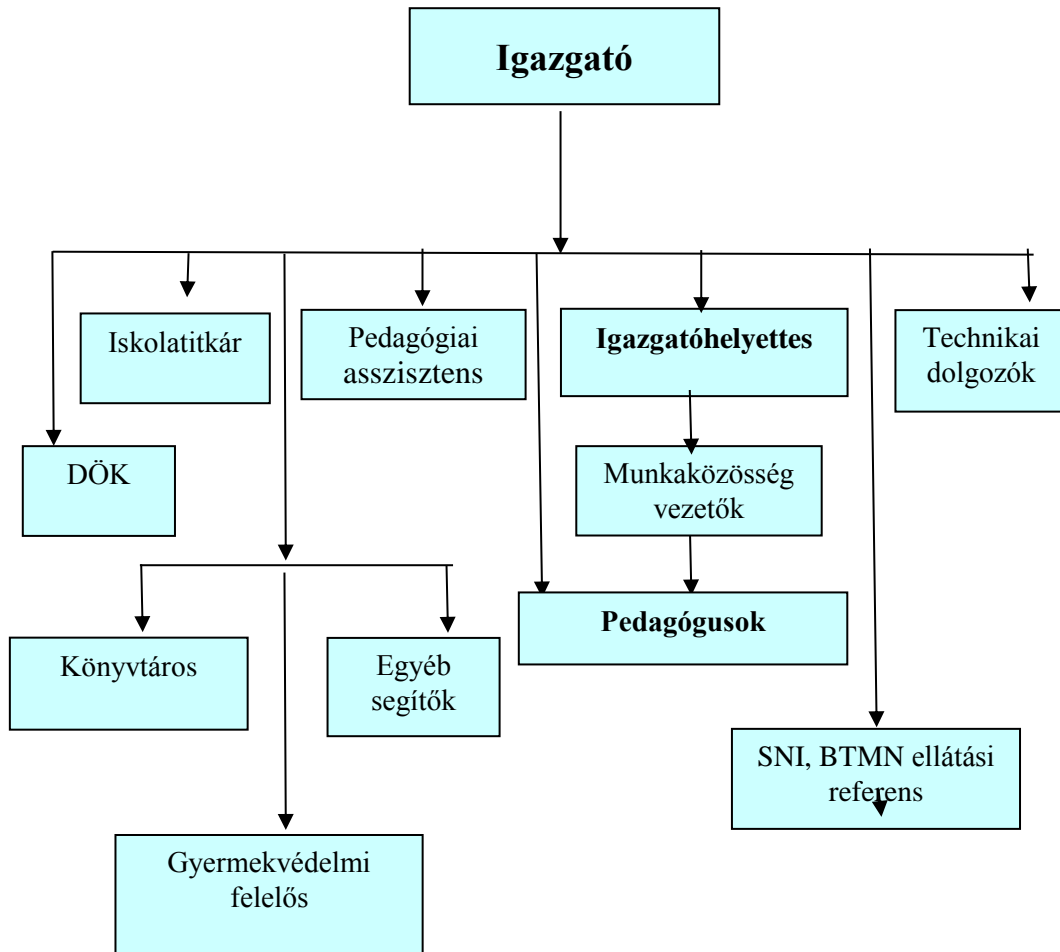 Igazgató
Iskolatitkár
Pedagógiai
asszisztens
Igazgatóhelyettes
Technikai
dolgozók
DÖK
Munkaközösség
vezetők
Pedagógusok
Könyvtáros
Egyéb
segítők
SNI, BTMN ellátási
referens
Gyermekvédelmi
felelős